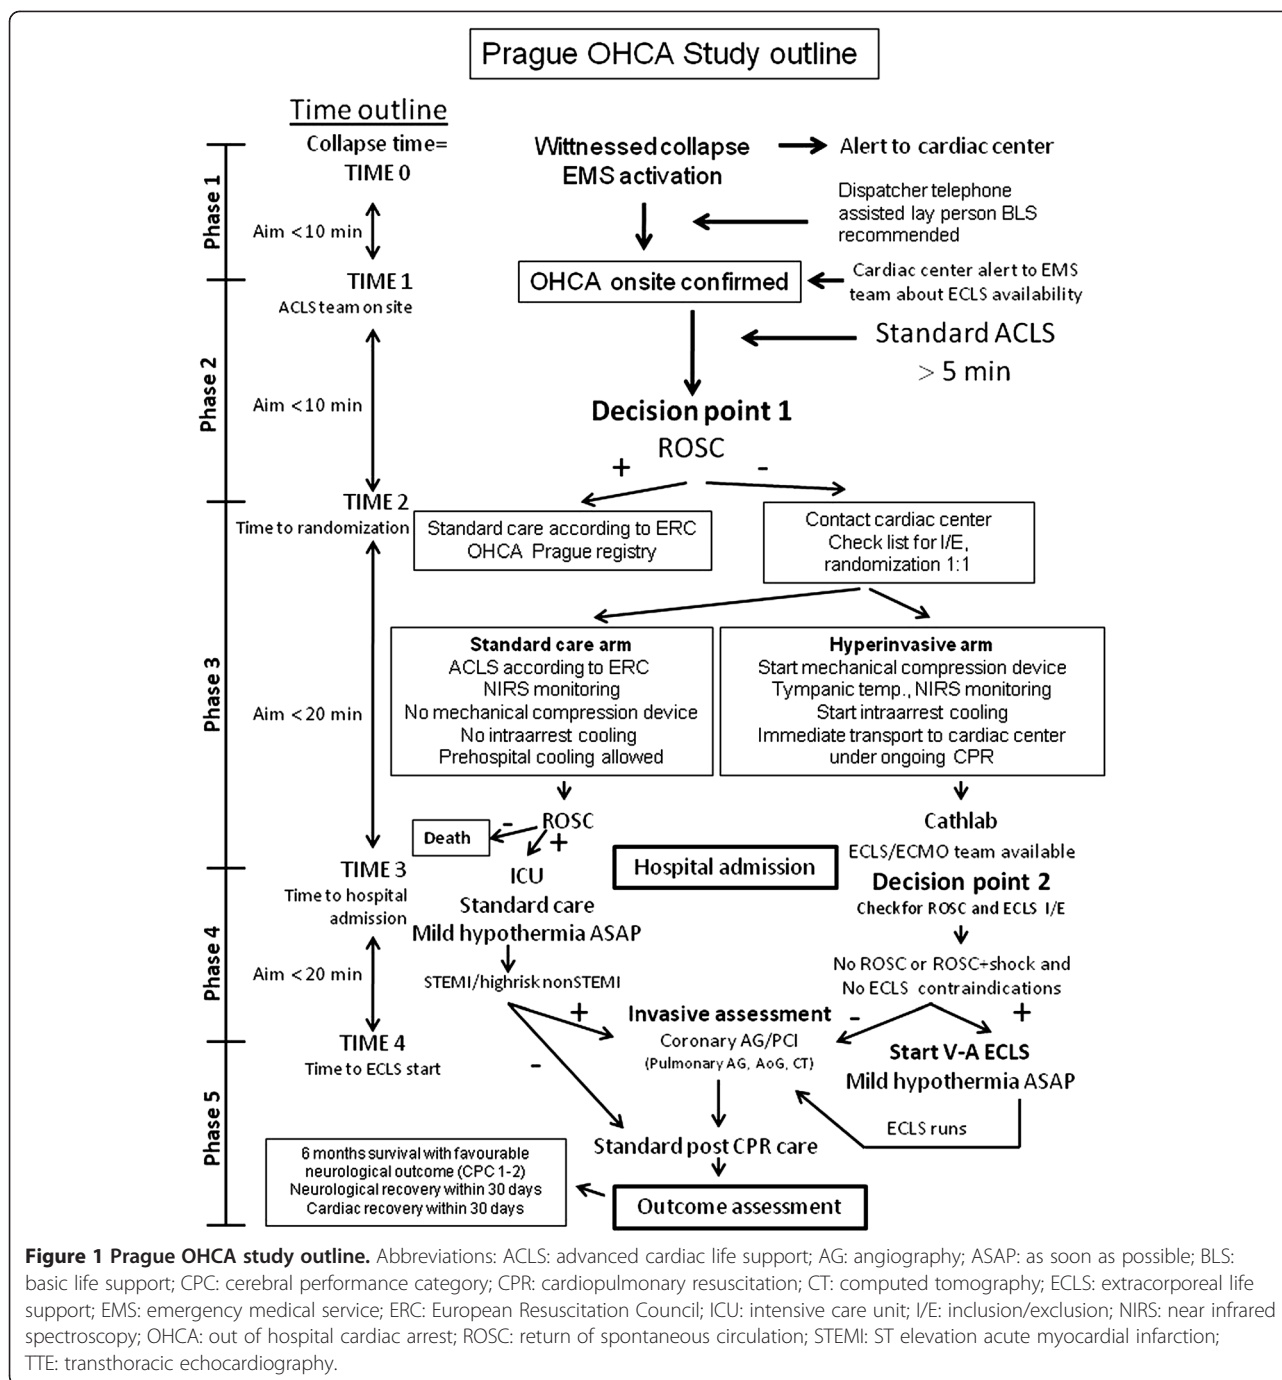 Prague OHCA Study outline
Time outline
Collapse time=
TIME 0
Aim <10 min
TIME 1
ACLS team on site
Aim <10 min
TIME 2
Time to randomization
Aim <20 min
TIME 3
Time to hospital
admission
Aim <20 min
TIME 4
Time to ECLS start
Phase 1
Phase 2
Phase 3
Phase 4
Phase 5
Wittnessed collapse
EMS activation
Alert to cardiac center
Dispatcher telephone
assisted lay person BLS
recommended
OHCA onsite confirmed
Cardiac center alert to EMS
team about ECLS availability
Standard ACLS
> 5 min
Decision point 1
ROSC
+
-
Standard care according to ERC
OHCA Prague registry
Contact cardiac center
Check list for I/E,
randomization 1:1
Standard care arm
ACLS according to ERC
NIRS monitoring
No mechanical compression device
No intraarrest cooling
Prehospital cooling allowed
Hyperinvasive arm
Start mechanical compression device
Tympanic temp., NIRS monitoring
Start intraarrest cooling
Immediate transport to cardiac center
under ongoing CPR
ROSC
-
+
Death
ICU
Standard care
Mild hypothermia ASAP
STEMI/highrisk nonSTEMI
+
-
Hospital admission
Cathlab
ECLS/ECMO team available
Decision point 2
Check for ROSC and ECLS I/E
No ROSC or ROSC+shock and
No ECLS contraindications
-
+
Invasive assessment
Coronary AG/PCI
(Pulmonary AG, AoG, CT)
Start V-A ECLS
Mild hypothermia ASAP
ECLS runs
Standard post CPR care
Outcome assessment
6 months survival with favourable
neurological outcome (CPC 1-2)
Neurological recovery within 30 days
Cardiac recovery within 30 days
Figure 1 Prague OHCA study outline. Abbreviations: ACLS: advanced cardiac life support; AG: angiography; ASAP: as soon as possible; BLS:
basic life support; CPC: cerebral performance category; CPR: cardiopulmonary resuscitation; CT: computed tomography; ECLS: extracorporeal life
support; EMS: emergency medical service; ERC: European Resuscitation Council; ICU: intensive care unit; I/E: inclusion/exclusion; NIRS: near infrared
spectroscopy; OHCA: out of hospital cardiac arrest; ROSC: return of spontaneous circulation; STEMI: ST elevation acute myocardial infarction;
TTE: transthoracic echocardiography.